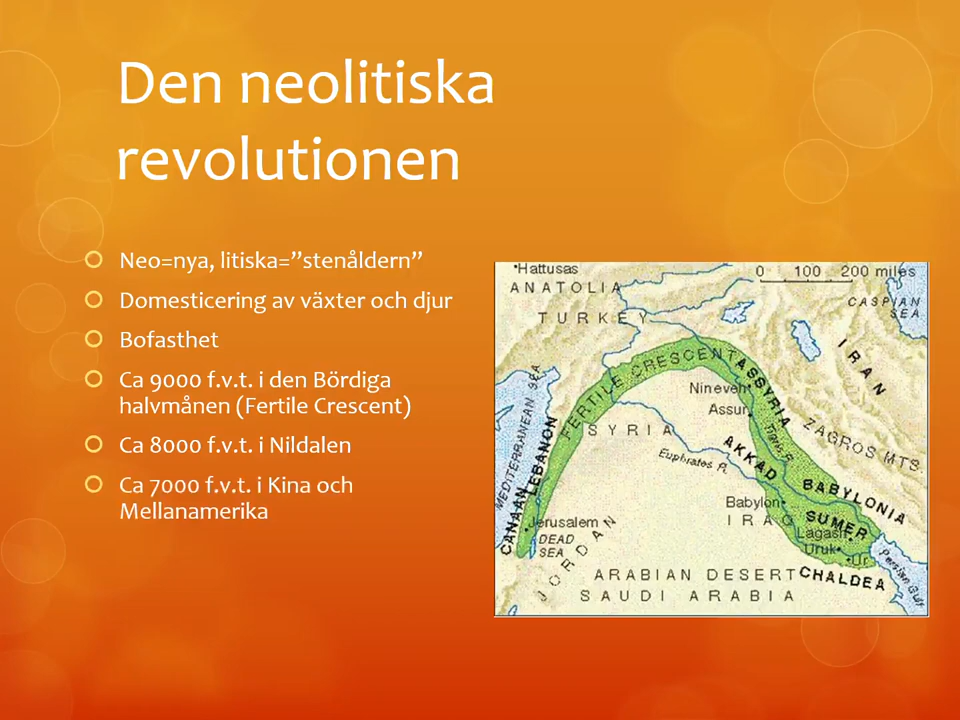 Den neolitiska
revolutionen
Neo=nya, litiska=”stenåldern”
Domesticering av växter och djur
Bofasthet
Ca 9000 f.v.t. i den Bördiga
halvmånen (Fertile Crescent)
Ca 8000 f.v.t. i Nildalen
Ca 7000 f.v.t. i Kina och
Mellanamerika
Hattusas
ANATOLIA
TURKEY
0 100 200 miles
CASPIAN
SEA
IRAN
FERTILE CRESCENT
ASSYRIA
Nineveh
Assur
Tigris R.
ZAGROS MTS
MEDITERRANEAN SEA
LEBANON
CANAAN
SYRIA
Euphrates R.
AKKAD
BABYLONIA
Babylon
IRAQ
SUMER
Lagash
Uruk
Ur
Jerusalem
DEAD
SEA
JORDAN
ARABIAN DESERT
CHALDEA
SAUDI ARABIA
Persian Gulf